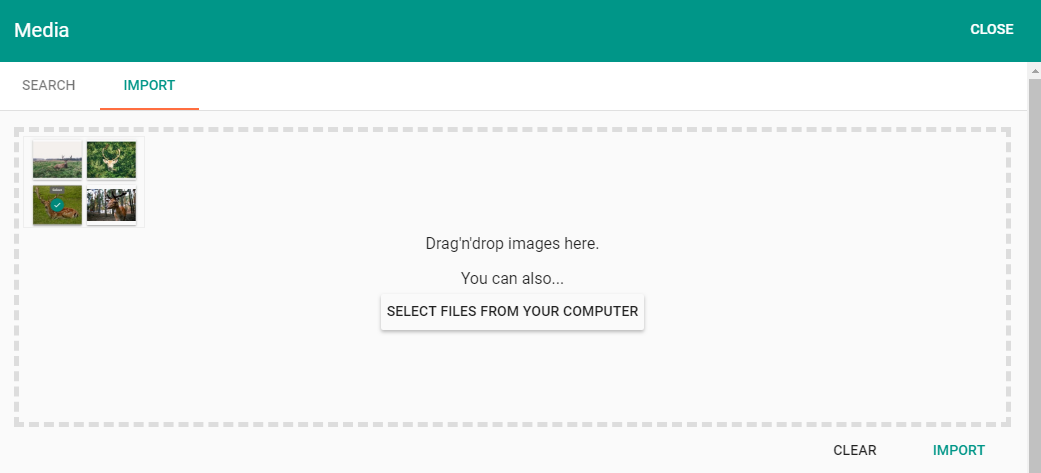 Media
CLOSE
SEARCH
IMPORT
Drag'n'drop images here.
You can also...
SELECT FILES FROM YOUR COMPUTER
CLEAR
IMPORT